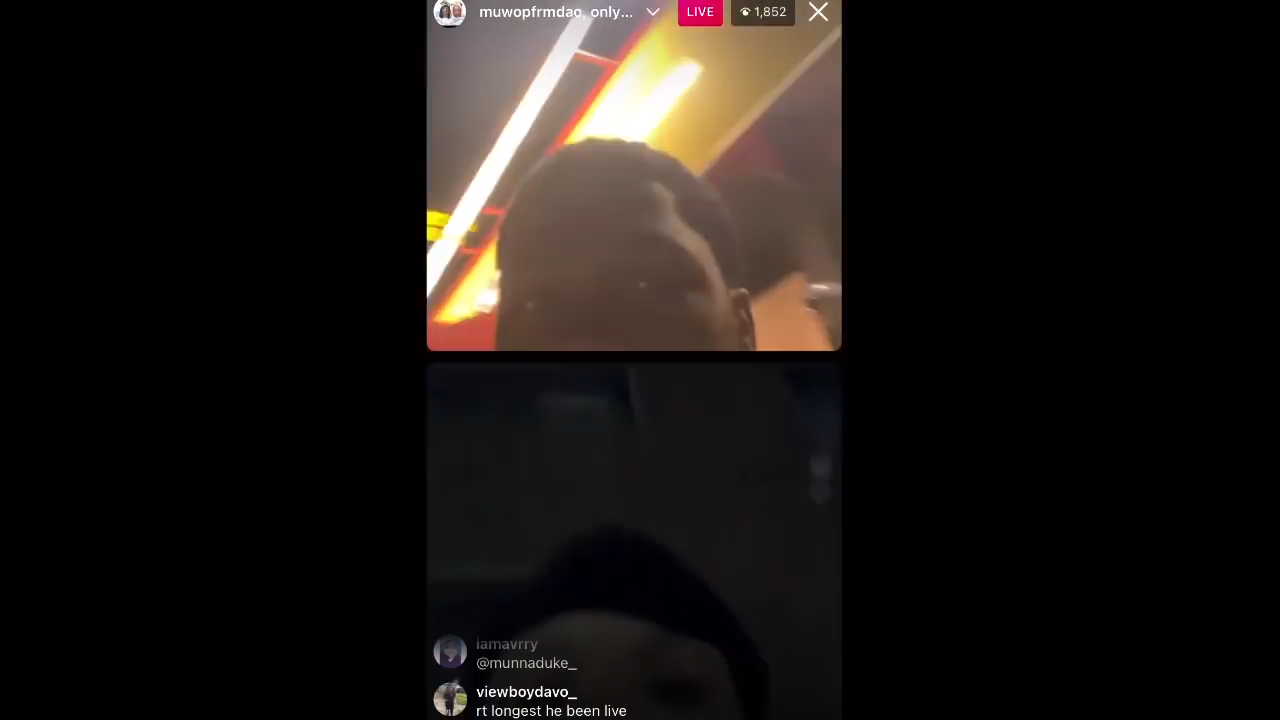 muwopfrmdao, only...
LIVE
1,852
iamavrry
@munnaduke_
viewboydavo_
rt longest he been live